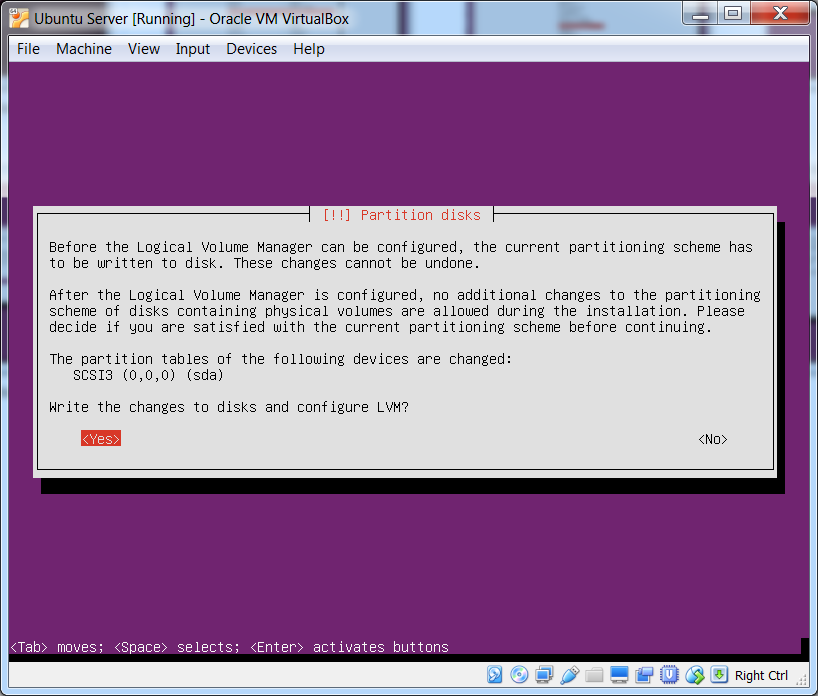 Ubuntu Server [Running] - Oracle VM VirtualBox
File Machine View Input Devices Help
[!!] Partition disks
Before the Logical Volume Manager can be configured, the current partitioning scheme has
to be written to disk. These changes cannot be undone.
After the Logical Volume Manager is configured, no additional changes to the partitioning
scheme of disks containing physical volumes are allowed during the installation. Please
decide if you are satisfied with the current partitioning scheme before continuing.
The partition tables of the following devices are changed:
SCSI3 (0,0,0) (sda)
Write the changes to disks and configure LVM?
<Yes> <No>
<Tab> moves; <Space> selects; <Enter> activates buttons
Right Ctrl